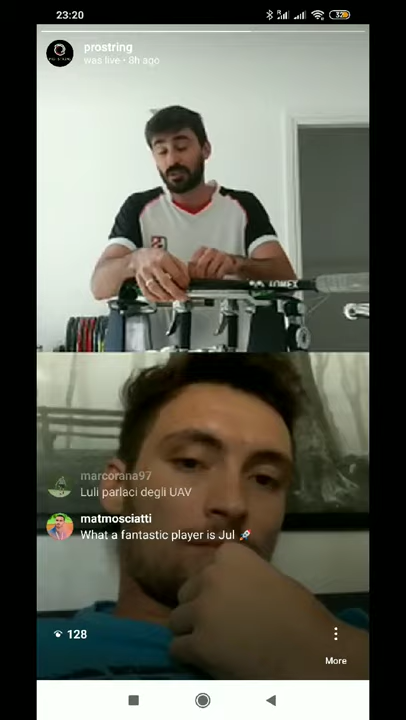 23:20
32
prostring
was live • 8h ago
YONEX
marcorana97
Luli parlaci degli UAV
matmosciatti
What a fantastic player is Jul 🚀
128
More